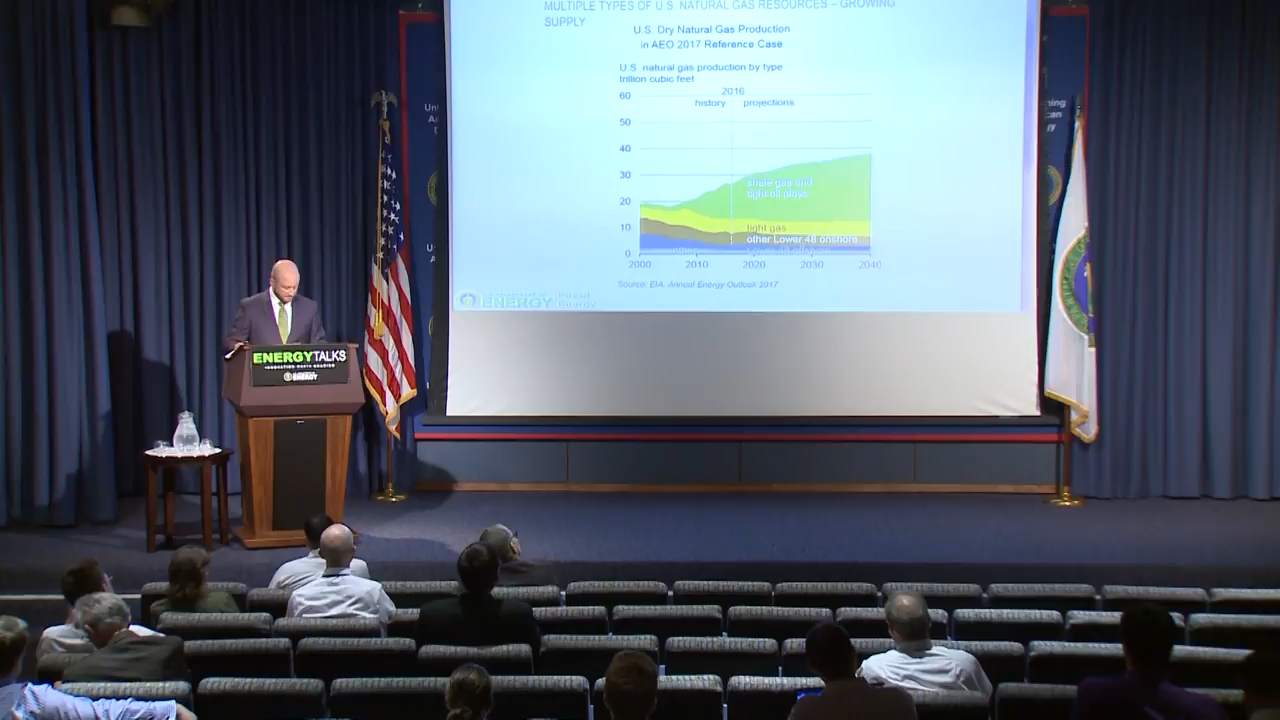 MULTIPLE TYPES OF U.S. NATURAL GAS RESOURCES – GROWING
SUPPLY
U.S. Dry Natural Gas Production
in AEO 2017 Reference Case
U.S. natural gas production by type
trillion cubic feet
2016
history
projections
60
50
40
30
20
10
0
shale gas and
tight oil plays
tight gas
other Lower 48 onshore
2000
2010
2020
2030
2040
Source: EIA, Annual Energy Outlook 2017
ENERGY
Fossil
Energy
ENERGYTALKS
ENERGY